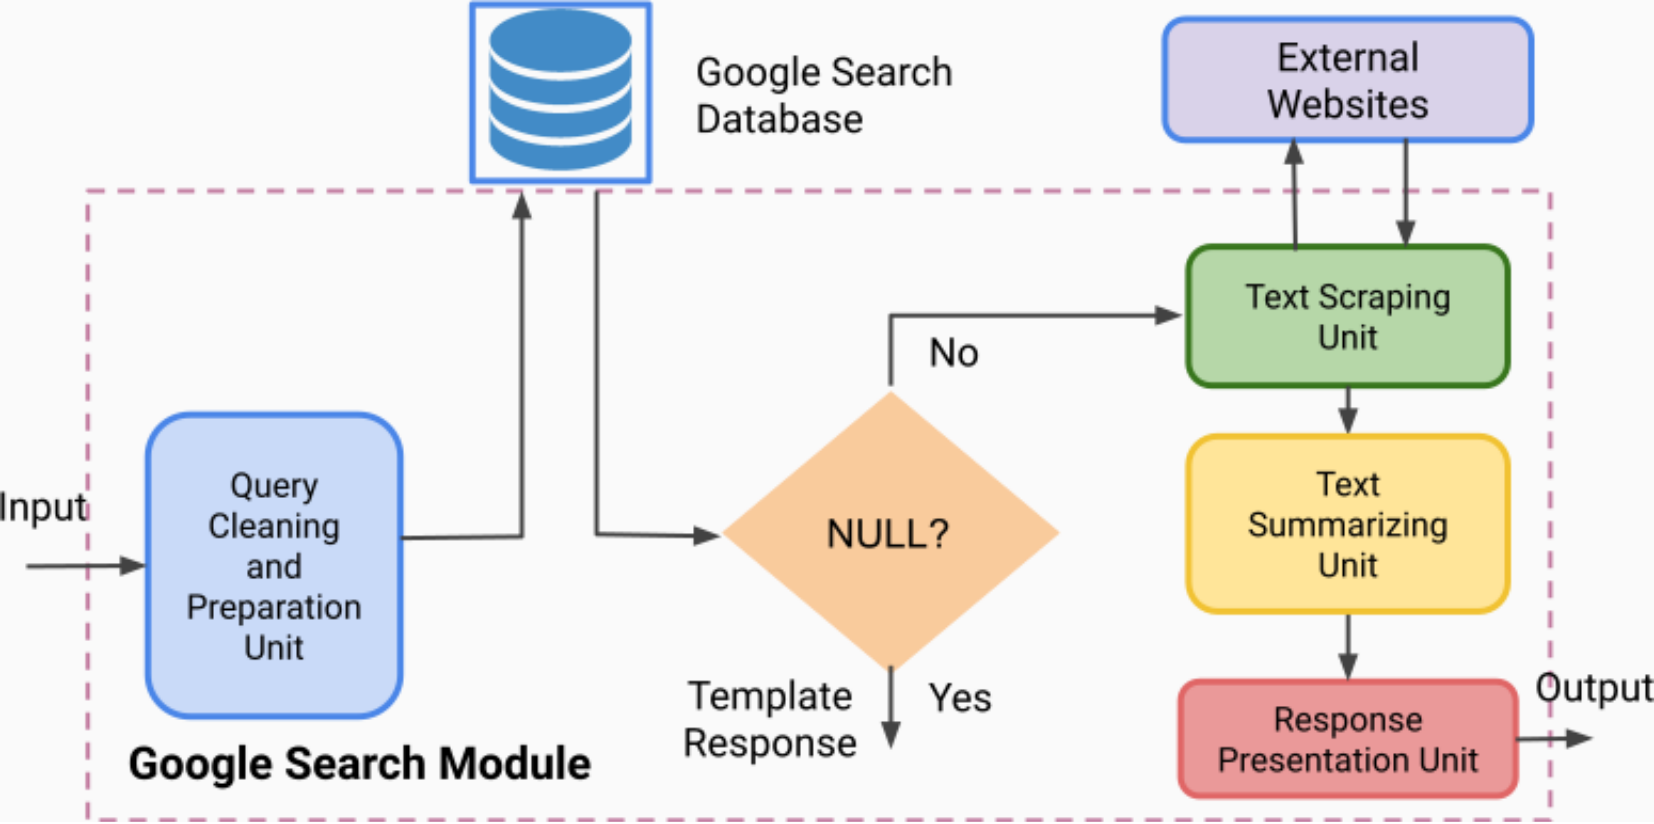 Google Search
Database
External
Websites
Input
Query
Cleaning
and
Preparation
Unit
NULL?
No
Yes
Template
Response
Text Scraping
Unit
Text
Summarizing
Unit
Response
Presentation Unit
Output
Google Search Module